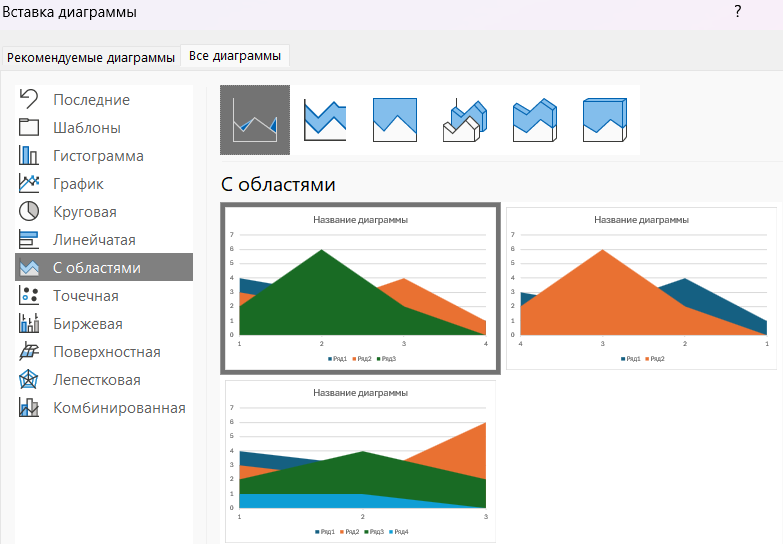 Вставка диаграммы
?
Рекомендуемые диаграммы
Все диаграммы
Последние
Шаблоны
Гистограмма
График
Круговая
Линейчатая
С областями
Точечная
Биржевая
Поверхностная
Лепестковая
Комбинированная
С областями
Название диаграммы
7
6
5
4
3
2
1
0
1 2 3 4
Ряд1 Ряд2 Ряд3
Название диаграммы
7
6
5
4
3
2
1
0
4 3 2 1
Ряд1 Ряд2
Название диаграммы
7
6
5
4
3
2
1
0
1 2 3
Ряд1 Ряд2 Ряд3 Ряд4